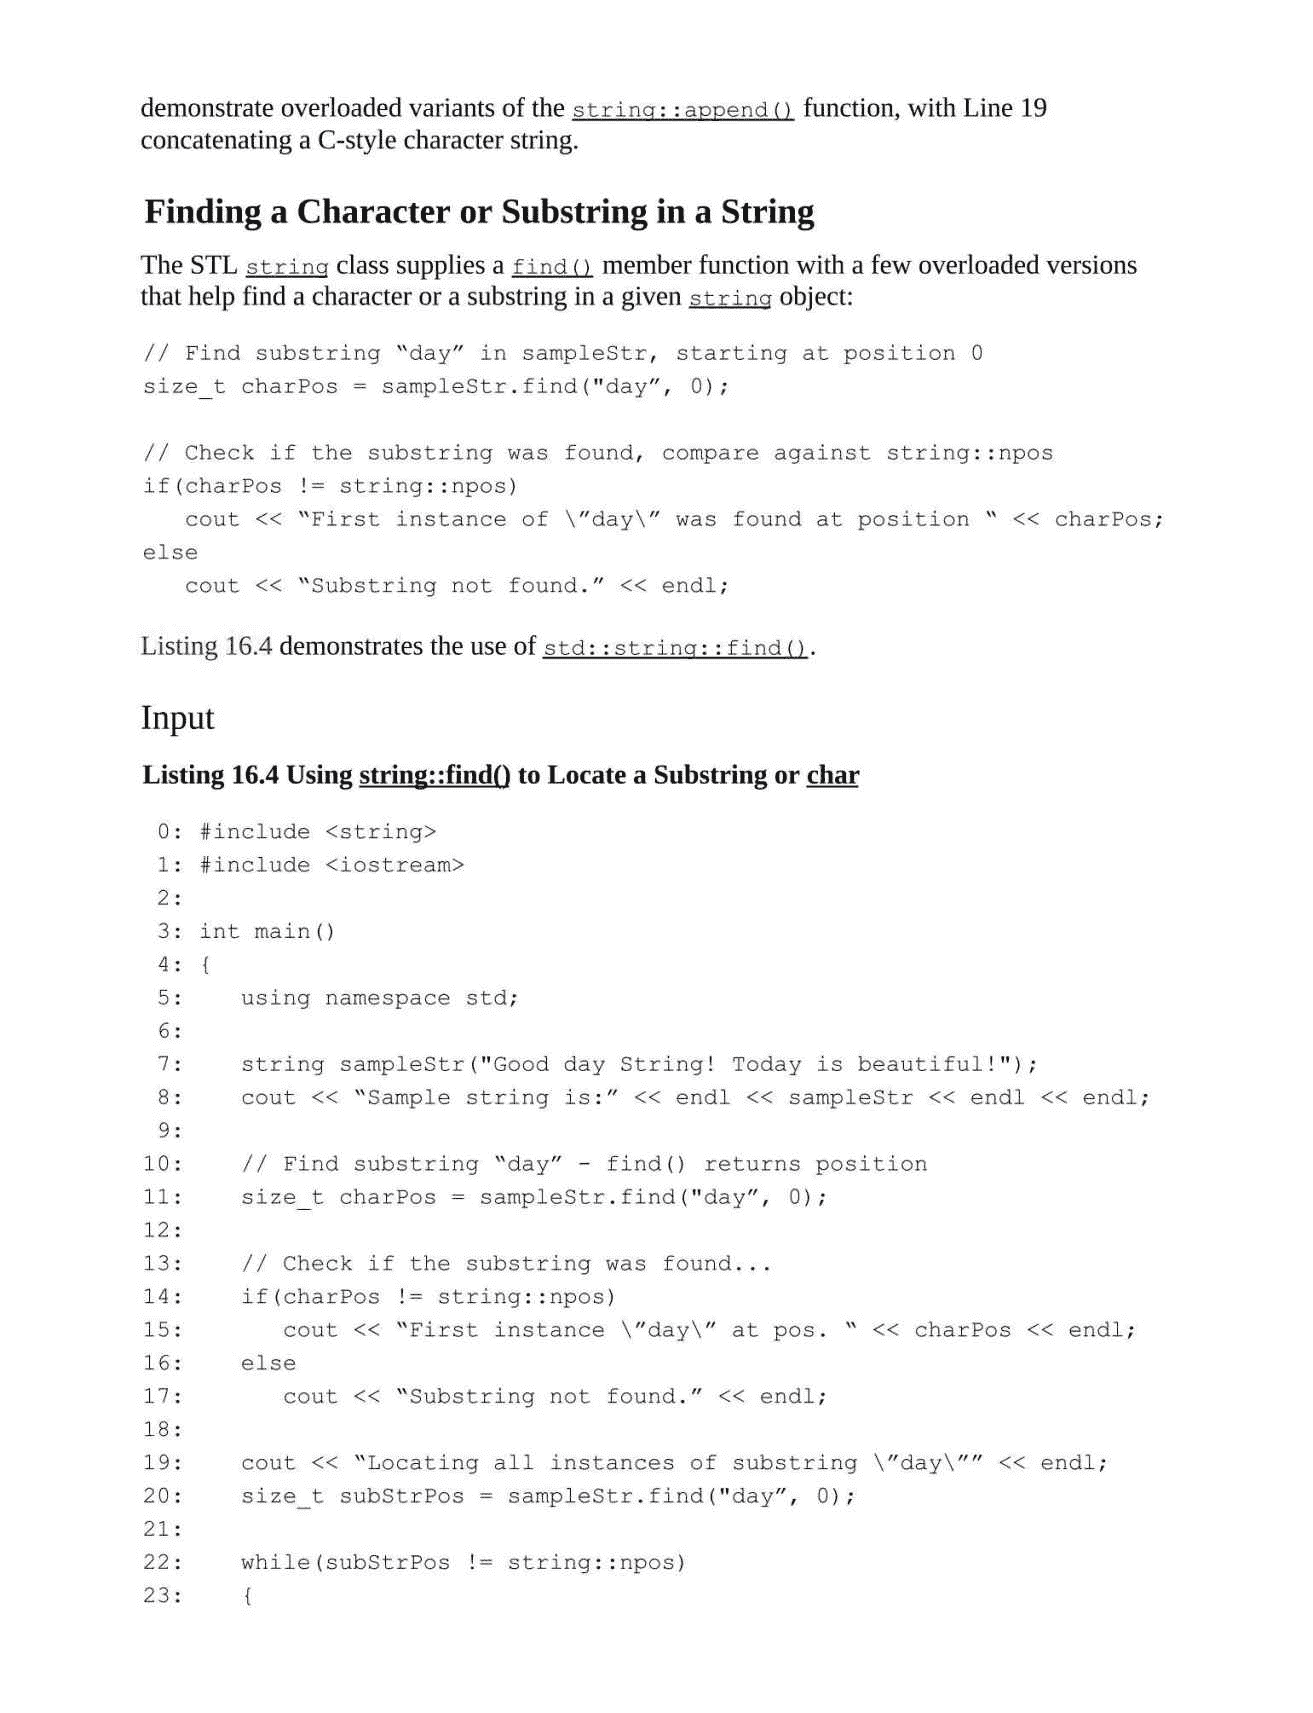 demonstrate overloaded variants of the string::append() function, with Line 19
concatenating a C-style character string.
Finding a Character or Substring in a String
The STL string class supplies a find() member function with a few overloaded versions
that help find a character or a substring in a given string object:
// Find substring “day” in sampleStr, starting at position 0
size_t charPos = sampleStr.find("day”, 0);
// Check if the substring was found, compare against string::npos
if(charPos != string::npos)
   cout << “First instance of \”day\” was found at position “ << charPos;
else
   cout << “Substring not found.” << endl;
Listing 16.4 demonstrates the use of std::string::find().
Input
Listing 16.4 Using string::find() to Locate a Substring or char
0: #include <string>
1: #include <iostream>
2:
3: int main()
4: {
5:    using namespace std;
6:
7:    string sampleStr("Good day String! Today is beautiful!");
8:    cout << “Sample string is:” << endl << sampleStr << endl << endl;
9:
10:    // Find substring “day” - find() returns position
11:    size_t charPos = sampleStr.find("day”, 0);
12:
13:    // Check if the substring was found...
14:    if(charPos != string::npos)
15:       cout << “First instance \”day\” at pos. “ << charPos << endl;
16:    else
17:       cout << “Substring not found.” << endl;
18:
19:    cout << “Locating all instances of substring \”day\”” << endl;
20:    size_t subStrPos = sampleStr.find("day”, 0);
21:
22:    while(subStrPos != string::npos)
23:    {